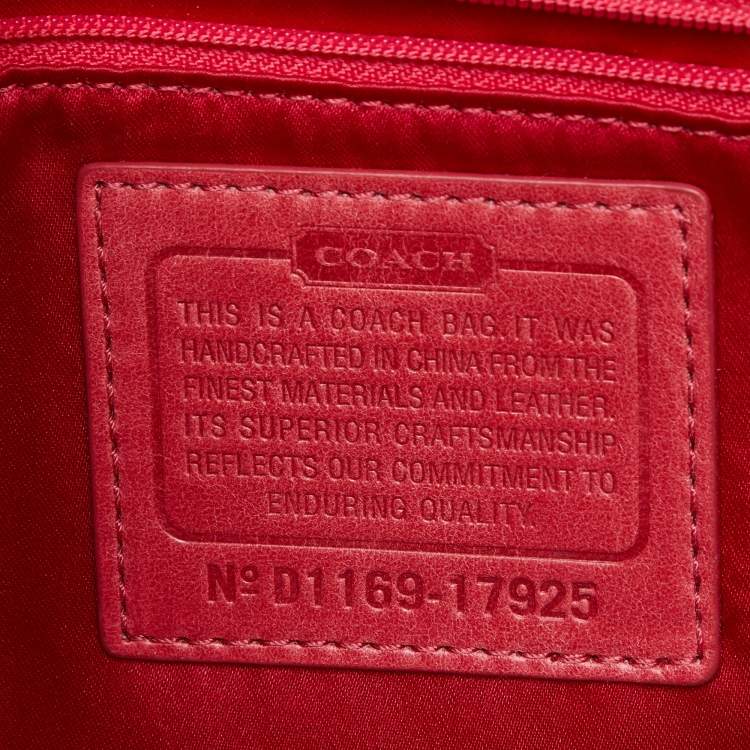 COACH
THIS IS A COACH BAG. IT WAS
HANDCRAFTED IN CHINA FROM THE
FINEST MATERIALS AND LEATHER.
ITS SUPERIOR CRAFTSMANSHIP
REFLECTS OUR COMMITMENT TO
ENDURING QUALITY.
Nº D1169-17925